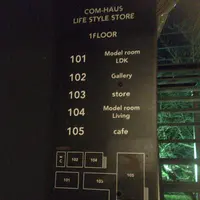 COM-HAUS
LIFE STYLE STORE
1FLOOR
101 Model room
LDK
102 Gallery
103 store
104 Model room
Living
105 cafe
W.C
103
104
102
101